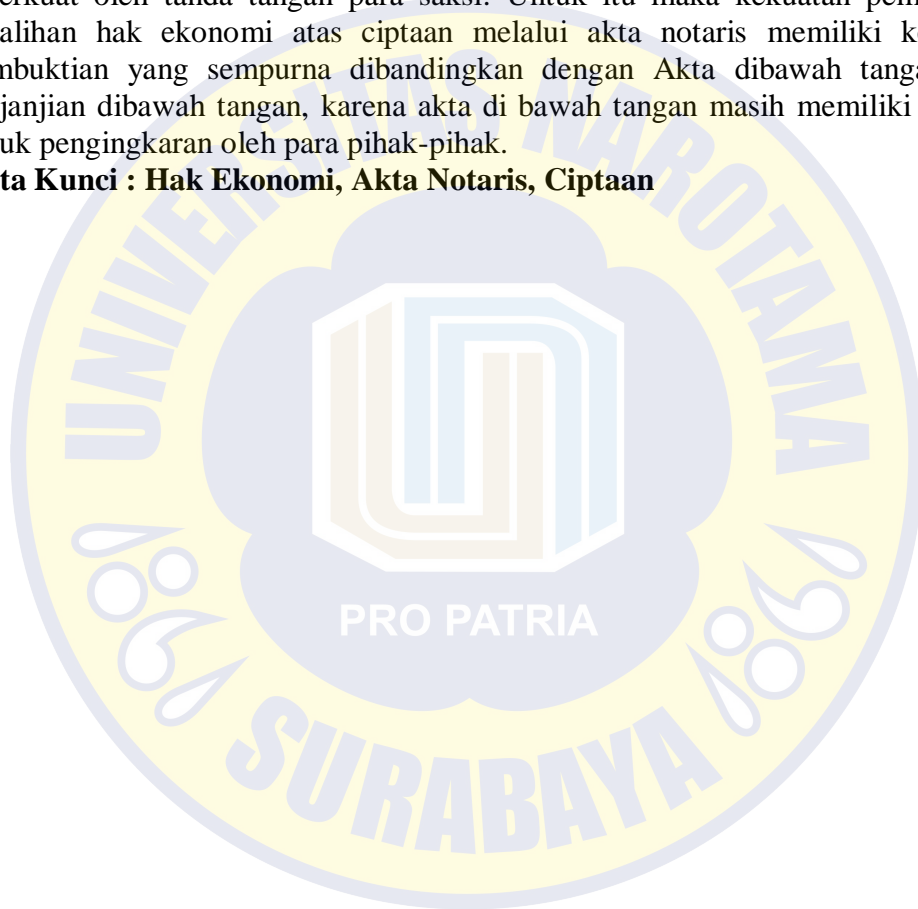 erkuat oleh tanda tangan para saksi. Untuk itu maka kekuatan pem
alihan hak ekonomi atas ciptaan melalui akta notaris memiliki ke
mbuktian yang sempurna dibandingkan dengan Akta dibawah tanga
janjian dibawah tangan, karena akta di bawah tangan masih memiliki
uk pengingkaran oleh para pihak-pihak.
ta Kunci : Hak Ekonomi, Akta Notaris, Ciptaan
UNIVERSITAS NAROTAMA
PRO PATRIA
SURABAYA